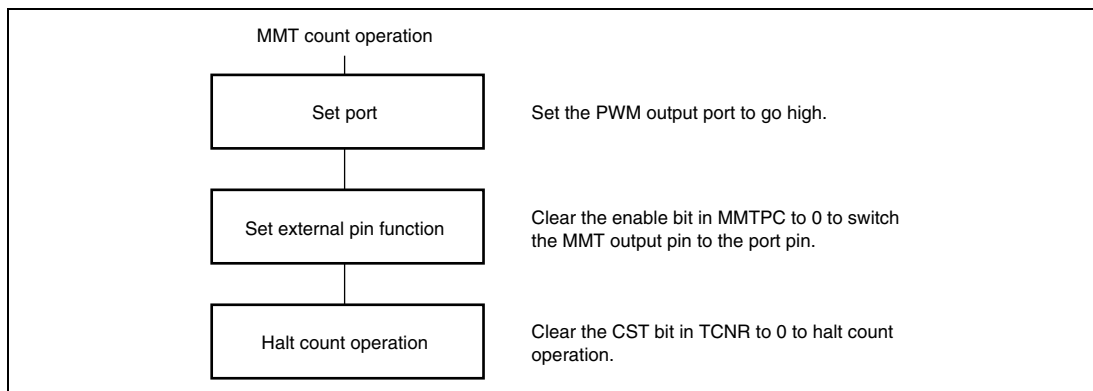 MMT count operation
Set port
Set the PWM output port to go high.
Set external pin function
Clear the enable bit in MMTPC to 0 to switch
the MMT output pin to the port pin.
Halt count operation
Clear the CST bit in TCNR to 0 to halt count
operation.